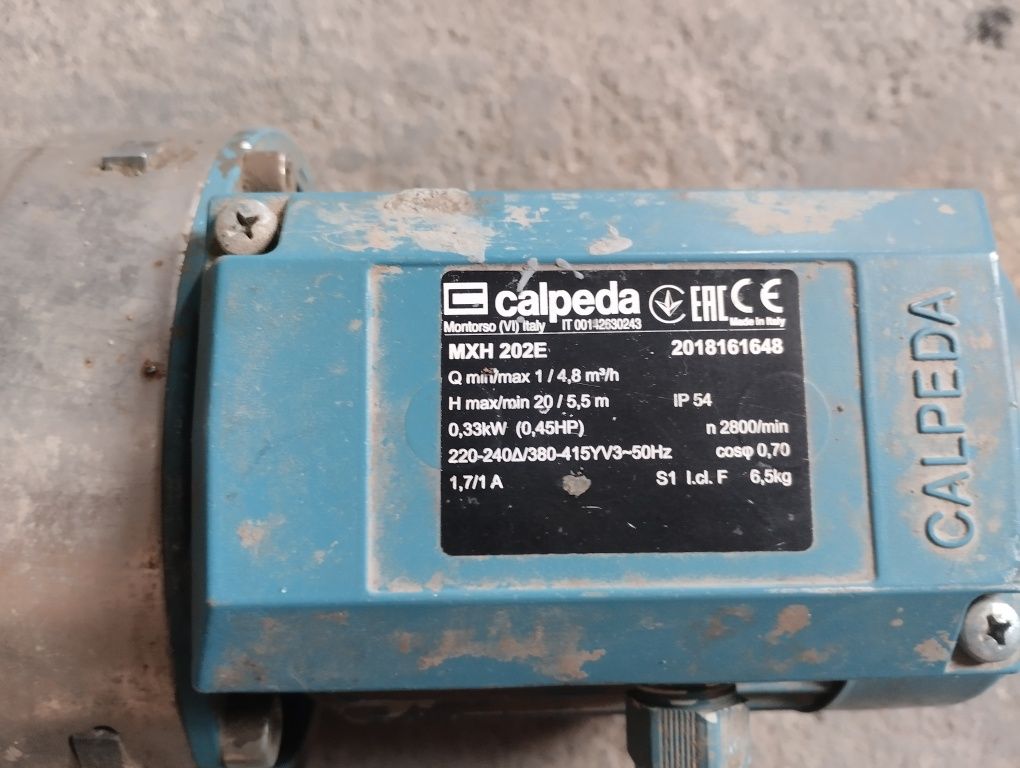 calpeda EAC CE
Montorso (VI) Italy IT 00142630243 Made in Italy
MXH 202E 2018161648
Q min/max 1 / 4,8 m³/h
H max/min 20 / 5,5 m IP 54
0,33kW (0,45HP) n 2800/min
220-240Δ/380-415YV3~50Hz cosφ 0,70
1,7/1 A S1 I.cl. F 6,5kg
CALPEDA